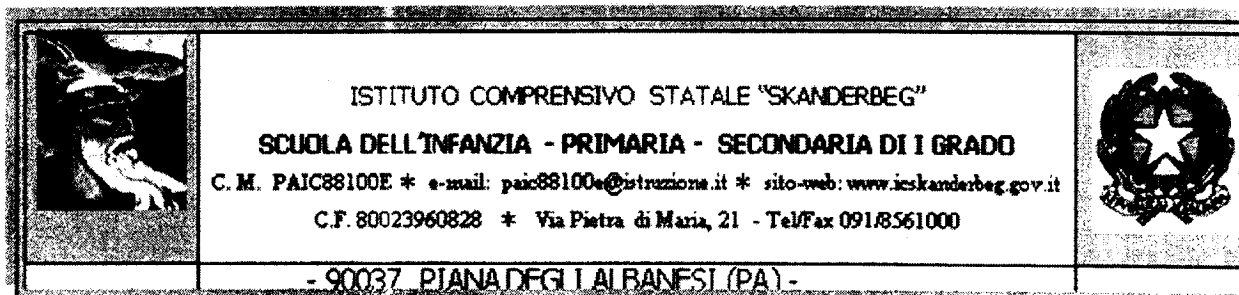 ISTITUTO COMPRENSIVO STATALE "SKANDERBEG"
SCUOLA DELL'INFANZIA - PRIMARIA - SECONDARIA DI I GRADO
C. M. PAIC88100E * e-mail: paic88100e@istruzione.it * sito-web: www.icskanderbeg.gov.it
C.F. 80023960828 * Via Pietra di Maria, 21 - Tel/Fax 091/8561000
- 90037 PIANA DEGLI ALBANESI (PA) -